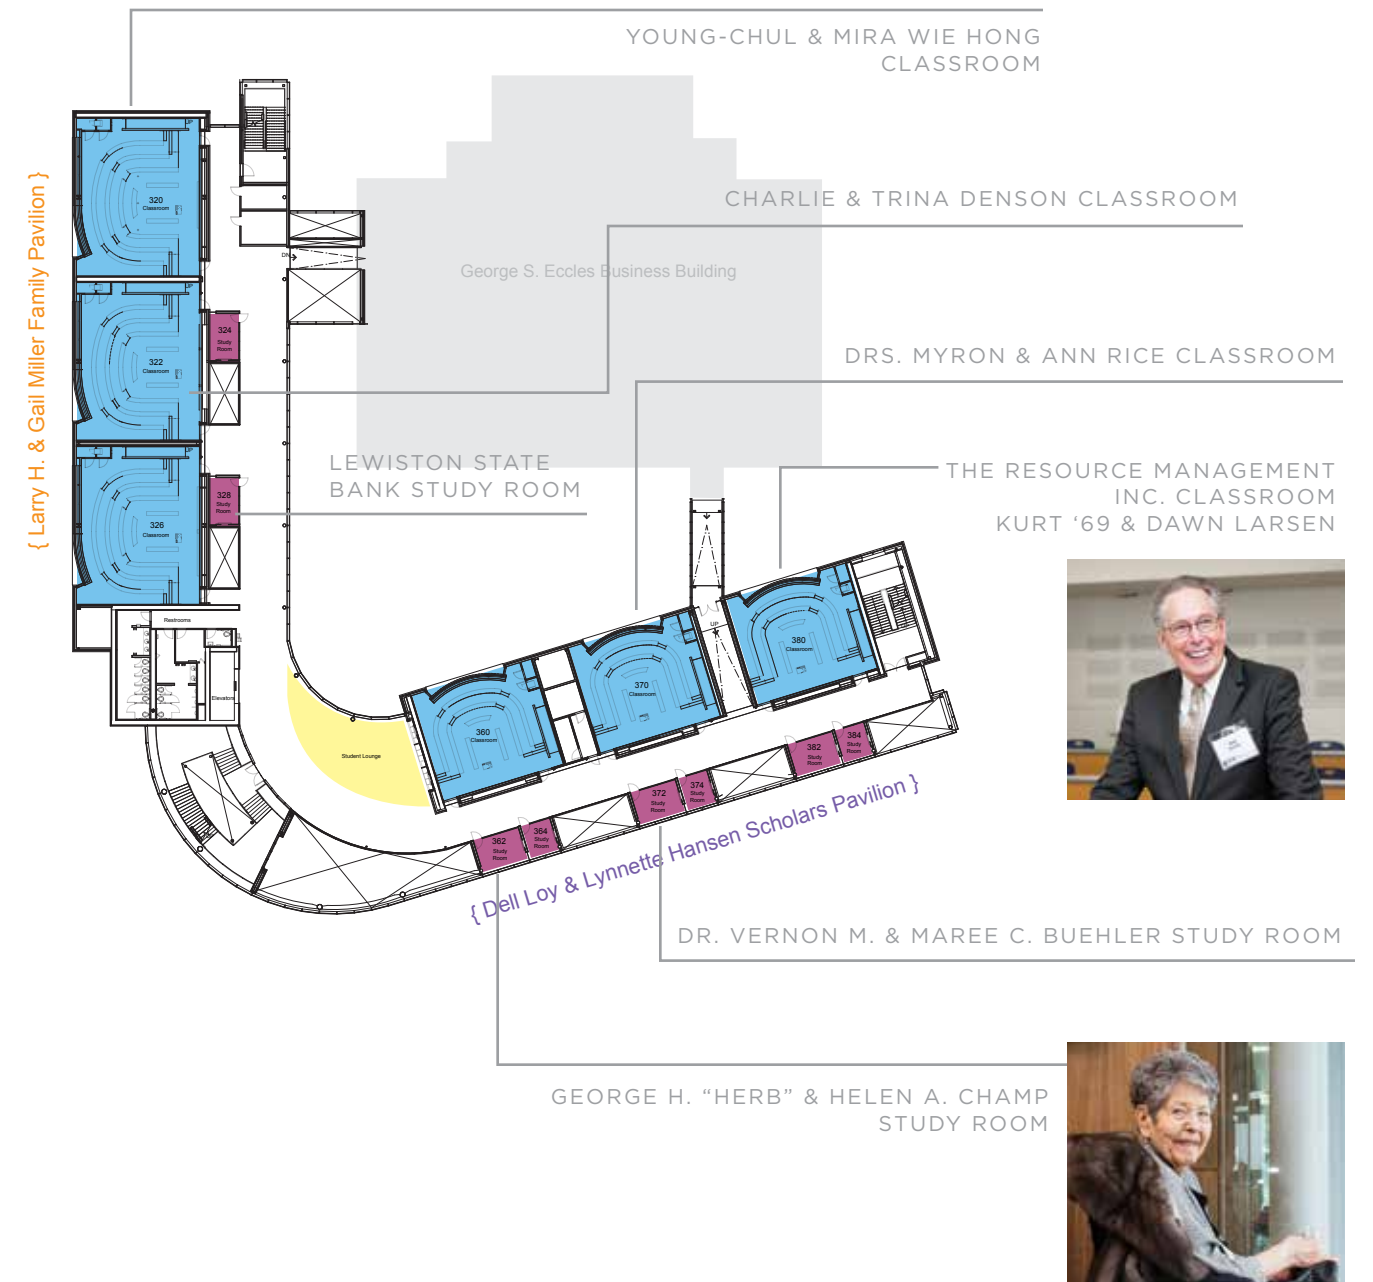 YOUNG-CHUL & MIRA WIE HONG
CLASSROOM
CHARLIE & TRINA DENSON CLASSROOM
George S. Eccles Business Building
DRS. MYRON & ANN RICE CLASSROOM
THE RESOURCE MANAGEMENT
INC. CLASSROOM
KURT ‘69 & DAWN LARSEN
LEWISTON STATE
BANK STUDY ROOM
{ Larry H. & Gail Miller Family Pavilion }
320
Classroom
DN
324
Study
Room
322
Classroom
328
Study
Room
326
Classroom
Restrooms
Elevators
Student Lounge
UP
380
Classroom
370
Classroom
360
Classroom
384
Study
Room
382
Study
Room
374
Study
Room
372
Study
Room
364
Study
Room
362
Study
Room
{ Dell Loy & Lynnette Hansen Scholars Pavilion }
DR. VERNON M. & MAREE C. BUEHLER STUDY ROOM
GEORGE H. “HERB” & HELEN A. CHAMP
STUDY ROOM